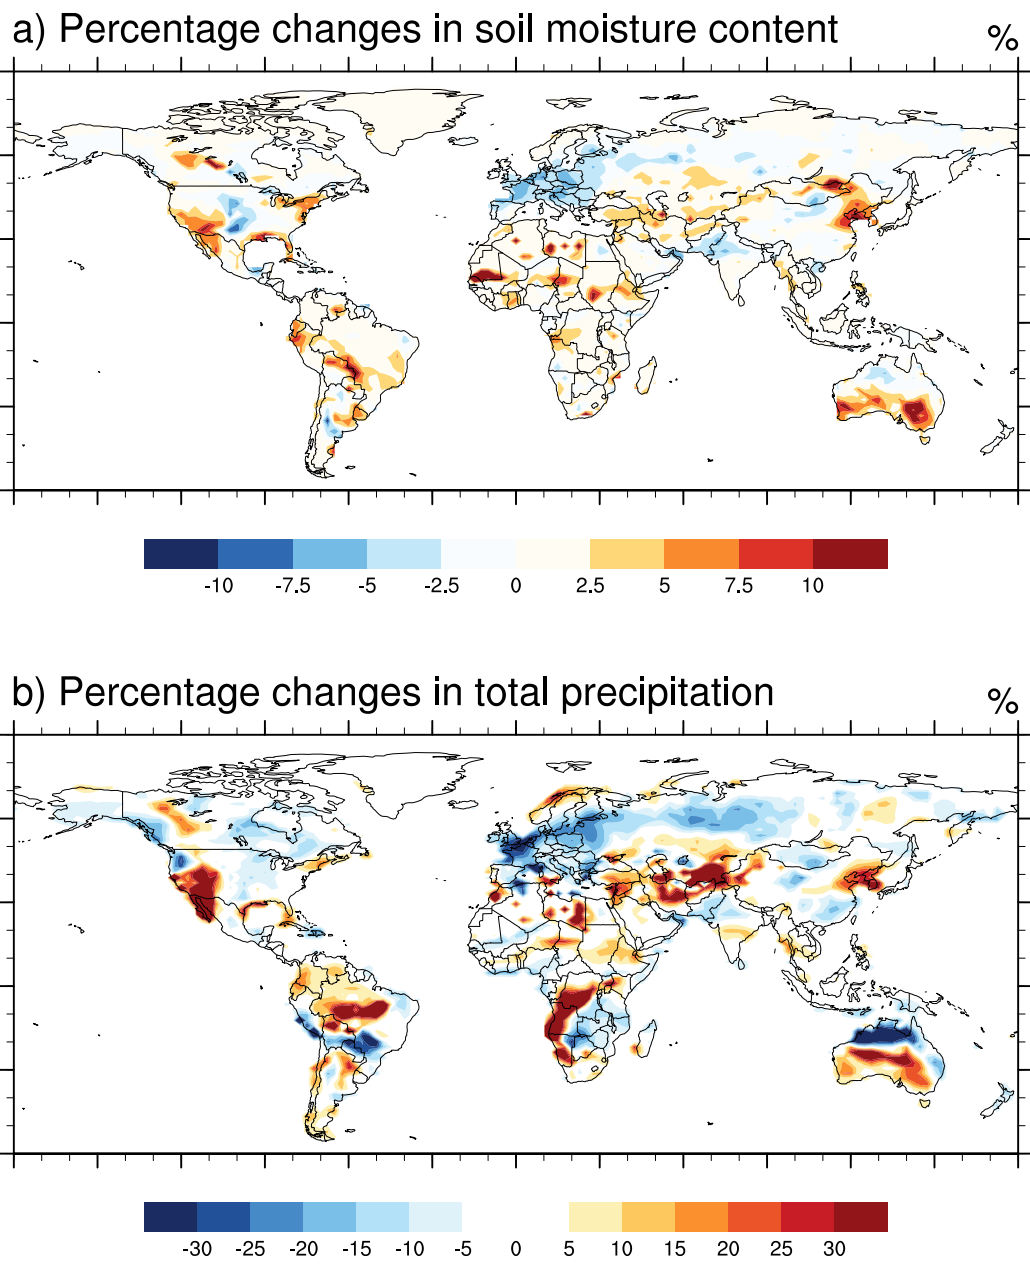 a) Percentage changes in soil moisture content %
-10 -7.5 -5 -2.5 0 2.5 5 7.5 10
b) Percentage changes in total precipitation %
-30 -25 -20 -15 -10 -5 0 5 10 15 20 25 30